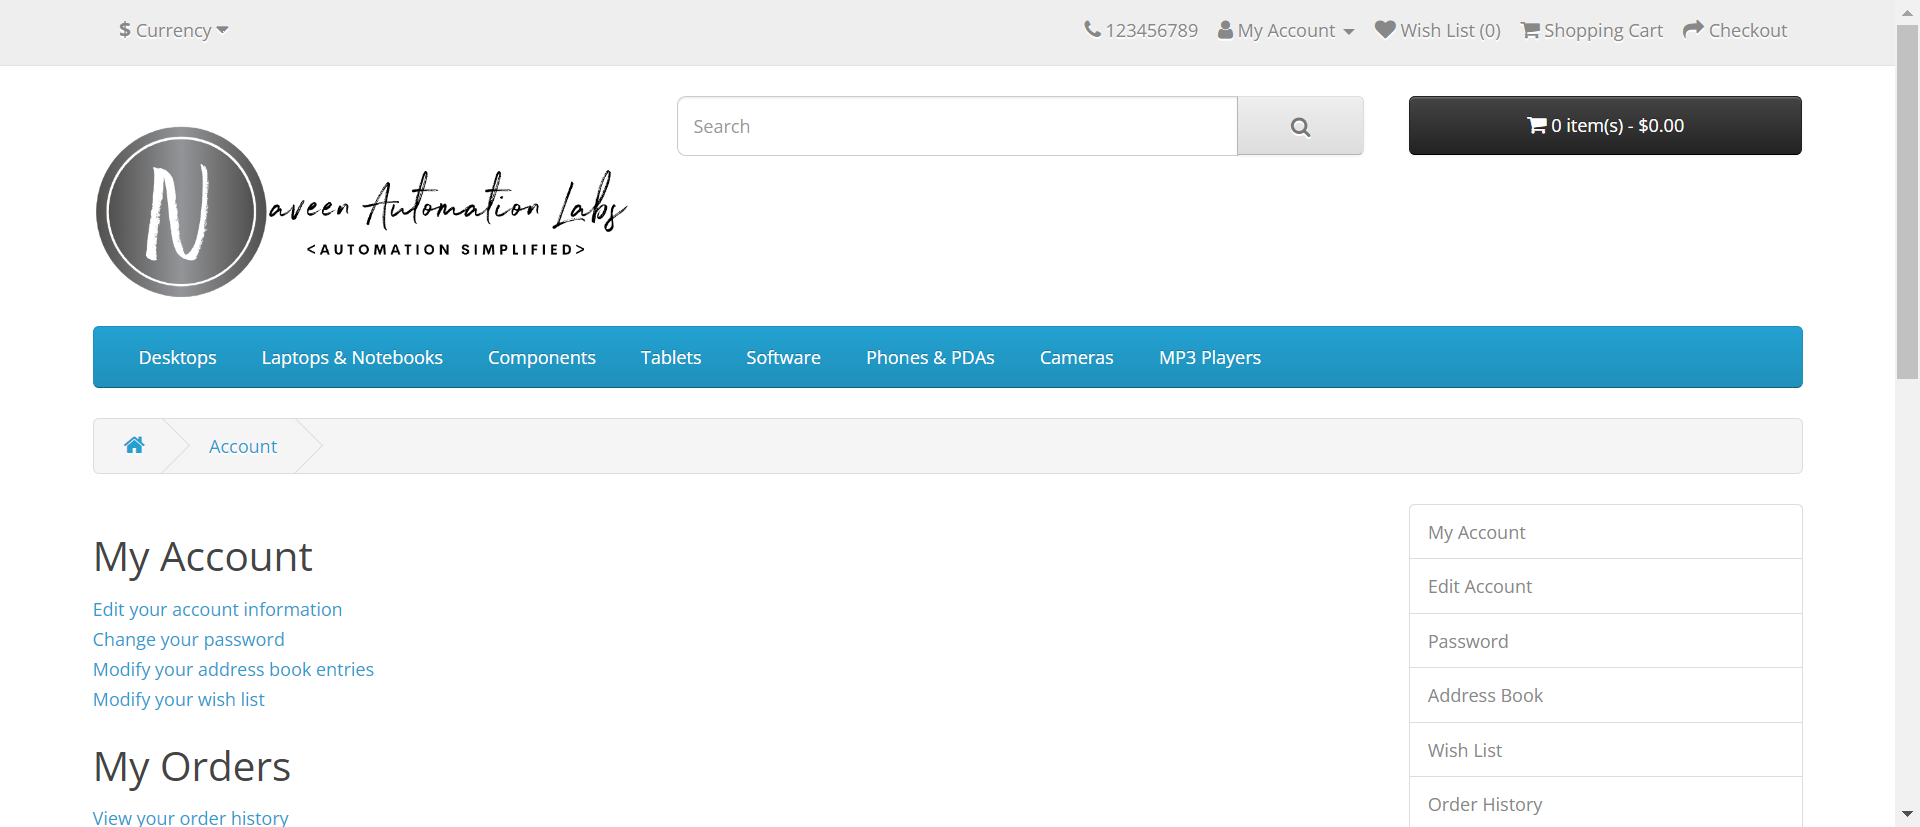 $ Currency
123456789 My Account Wish List (0) Shopping Cart Checkout
Search
0 item(s) - $0.00
Naveen Automation Labs
<AUTOMATION SIMPLIFIED>
Desktops Laptops & Notebooks Components Tablets Software Phones & PDAs Cameras MP3 Players
Account
My Account
Edit your account information
Change your password
Modify your address book entries
Modify your wish list
My Orders
View your order history
My Account
Edit Account
Password
Address Book
Wish List
Order History